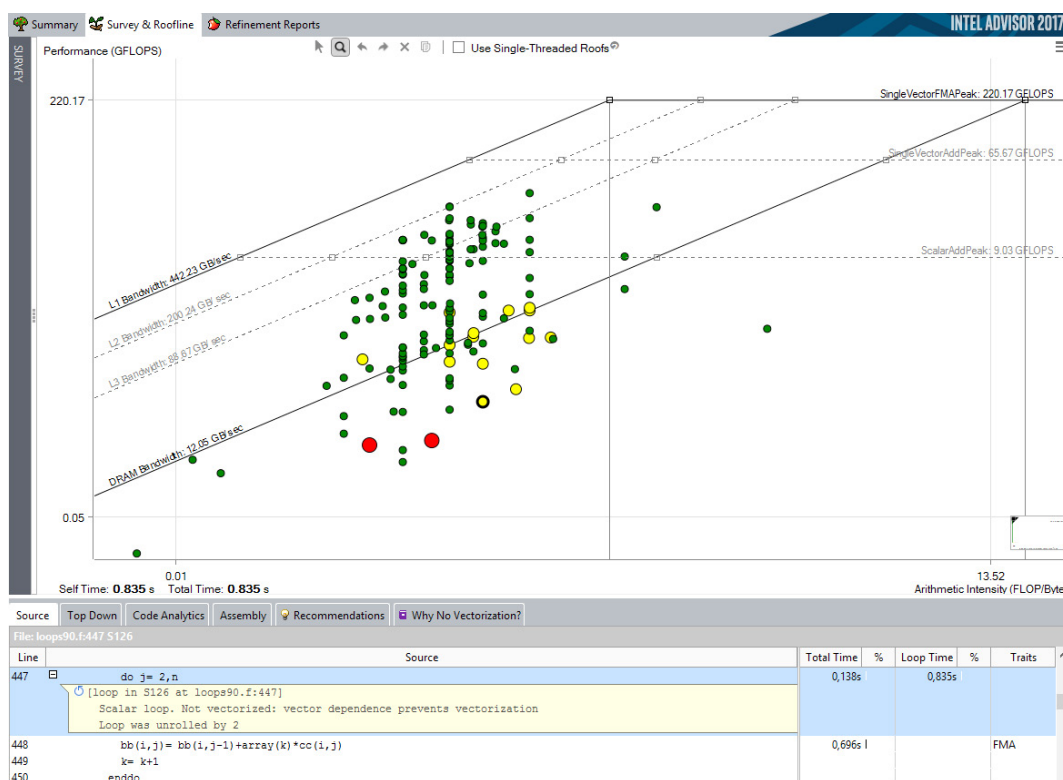 Summary Survey & Roofline Refinement Reports INTEL ADVISOR 2017
SURVEY
Performance (GFLOPS) Use Single-Threaded Roofs
220.17
SingleVectorFMAPeak: 220.17 GFLOPS
SingleVectorAddPeak: 65.67 GFLOPS
ScalarAddPeak: 9.03 GFLOPS
L1 Bandwidth: 442.23 GB/sec
L2 Bandwidth: 200.24 GB/sec
L3 Bandwidth: 88.67 GB/sec
DRAM Bandwidth: 12.05 GB/sec
0.05
0.01 13.52
Self Time: 0.835 s Total Time: 0.835 s Arithmetic Intensity (FLOP/Byte
Source Top Down Code Analytics Assembly Recommendations Why No Vectorization?
File: loops90.f:447 S126
Line Source Total Time % Loop Time % Traits
447 do j= 2,n 0,138s 0,835s
[loop in S126 at loops90.f:447]
Scalar loop. Not vectorized: vector dependence prevents vectorization
Loop was unrolled by 2
448 bb(i,j)= bb(i,j-1)+array(k)*cc(i,j) 0,696s FMA
449 k= k+1
450 enddo